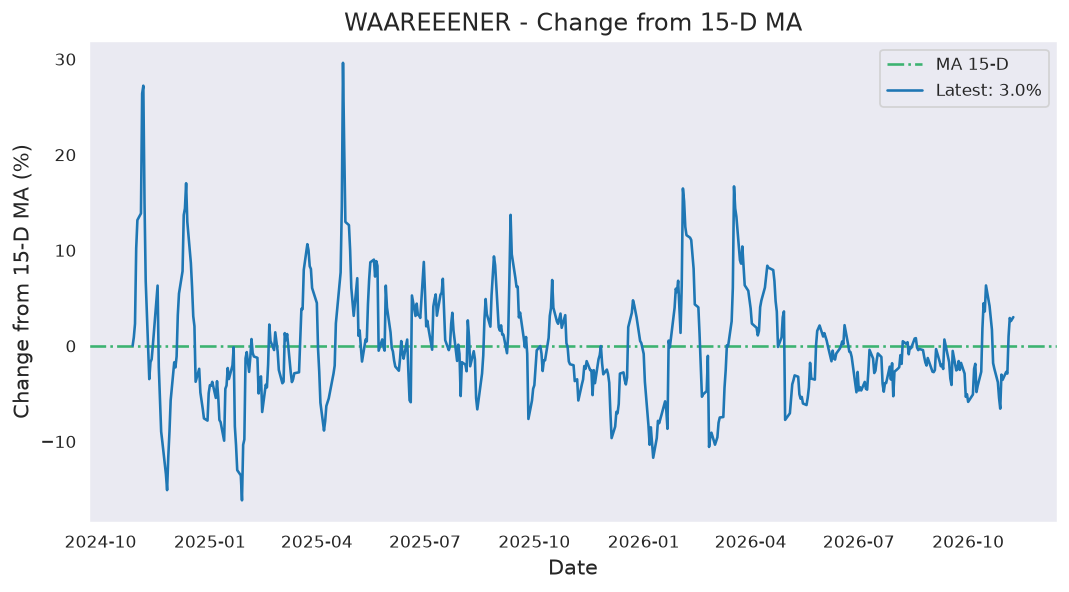 WAAREEENER - Change from 15-D MA
Change from 15-D MA (%)
30
20
10
0
−10
MA 15-D
Latest: 3.0%
2024-10 2025-01 2025-04 2025-07 2025-10 2026-01 2026-04 2026-07 2026-10
Date